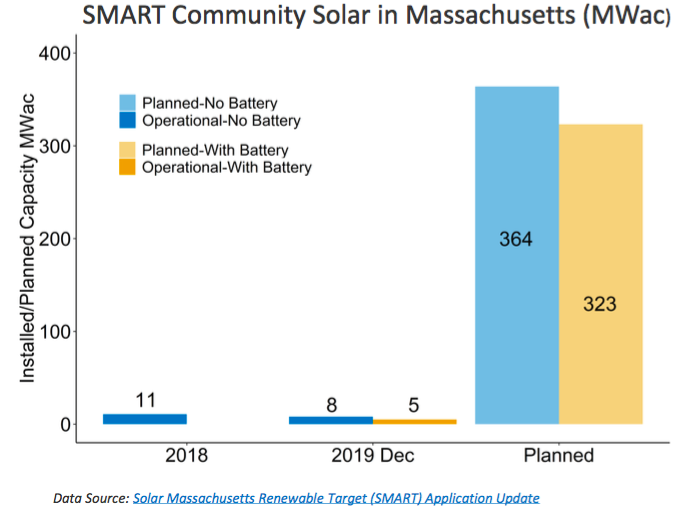 SMART Community Solar in Massachusetts (MWac)
Installed/Planned Capacity MWac
400
300
200
100
0
Planned-No Battery
Operational-No Battery
Planned-With Battery
Operational-With Battery
11
8
5
364
323
2018
2019 Dec
Planned
Data Source: Solar Massachusetts Renewable Target (SMART) Application Update